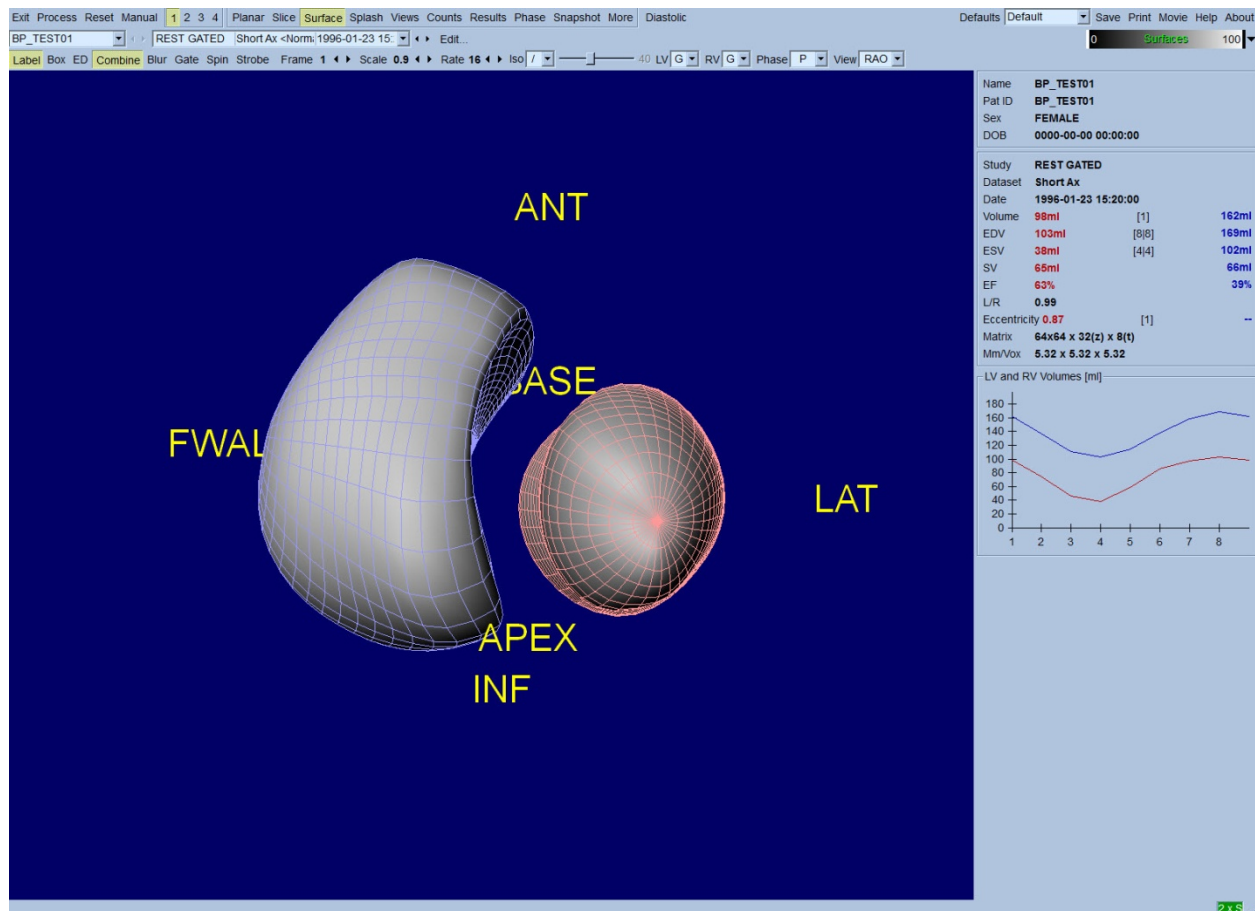 Exit Process Reset Manual 1 2 3 4 Planar Slice Surface Splash Views Counts Results Phase Snapshot More Diastolic Defaults Default Save Print Movie Help About
BP_TEST01 REST GATED Short Ax <Norma 1996-01-23 15: Edit... 0 Surfaces 100
Label Box ED Combine Blur Gate Spin Strobe Frame 1 Scale 0.9 Rate 16 Iso / 40 LV G RV G Phase P View RAO
Name BP_TEST01
Pat ID BP_TEST01
Sex FEMALE
DOB 0000-00-00 00:00:00
Study REST GATED
Dataset Short Ax
Date 1996-01-23 15:20:00
Volume 98ml [1] 162ml
EDV 103ml [8|8] 169ml
ESV 38ml [4|4] 102ml
SV 65ml 66ml
EF 63% 39%
L/R 0.99
Eccentricity 0.87 [1] --
Matrix 64x64 x 32(z) x 8(t)
Mm/Vox 5.32 x 5.32 x 5.32
LV and RV Volumes [ml]
180
160
140
120
100
80
60
40
20
0
1 2 3 4 5 6 7 8
ANT
BASE
FWAL
LAT
APEX
INF
2 x S